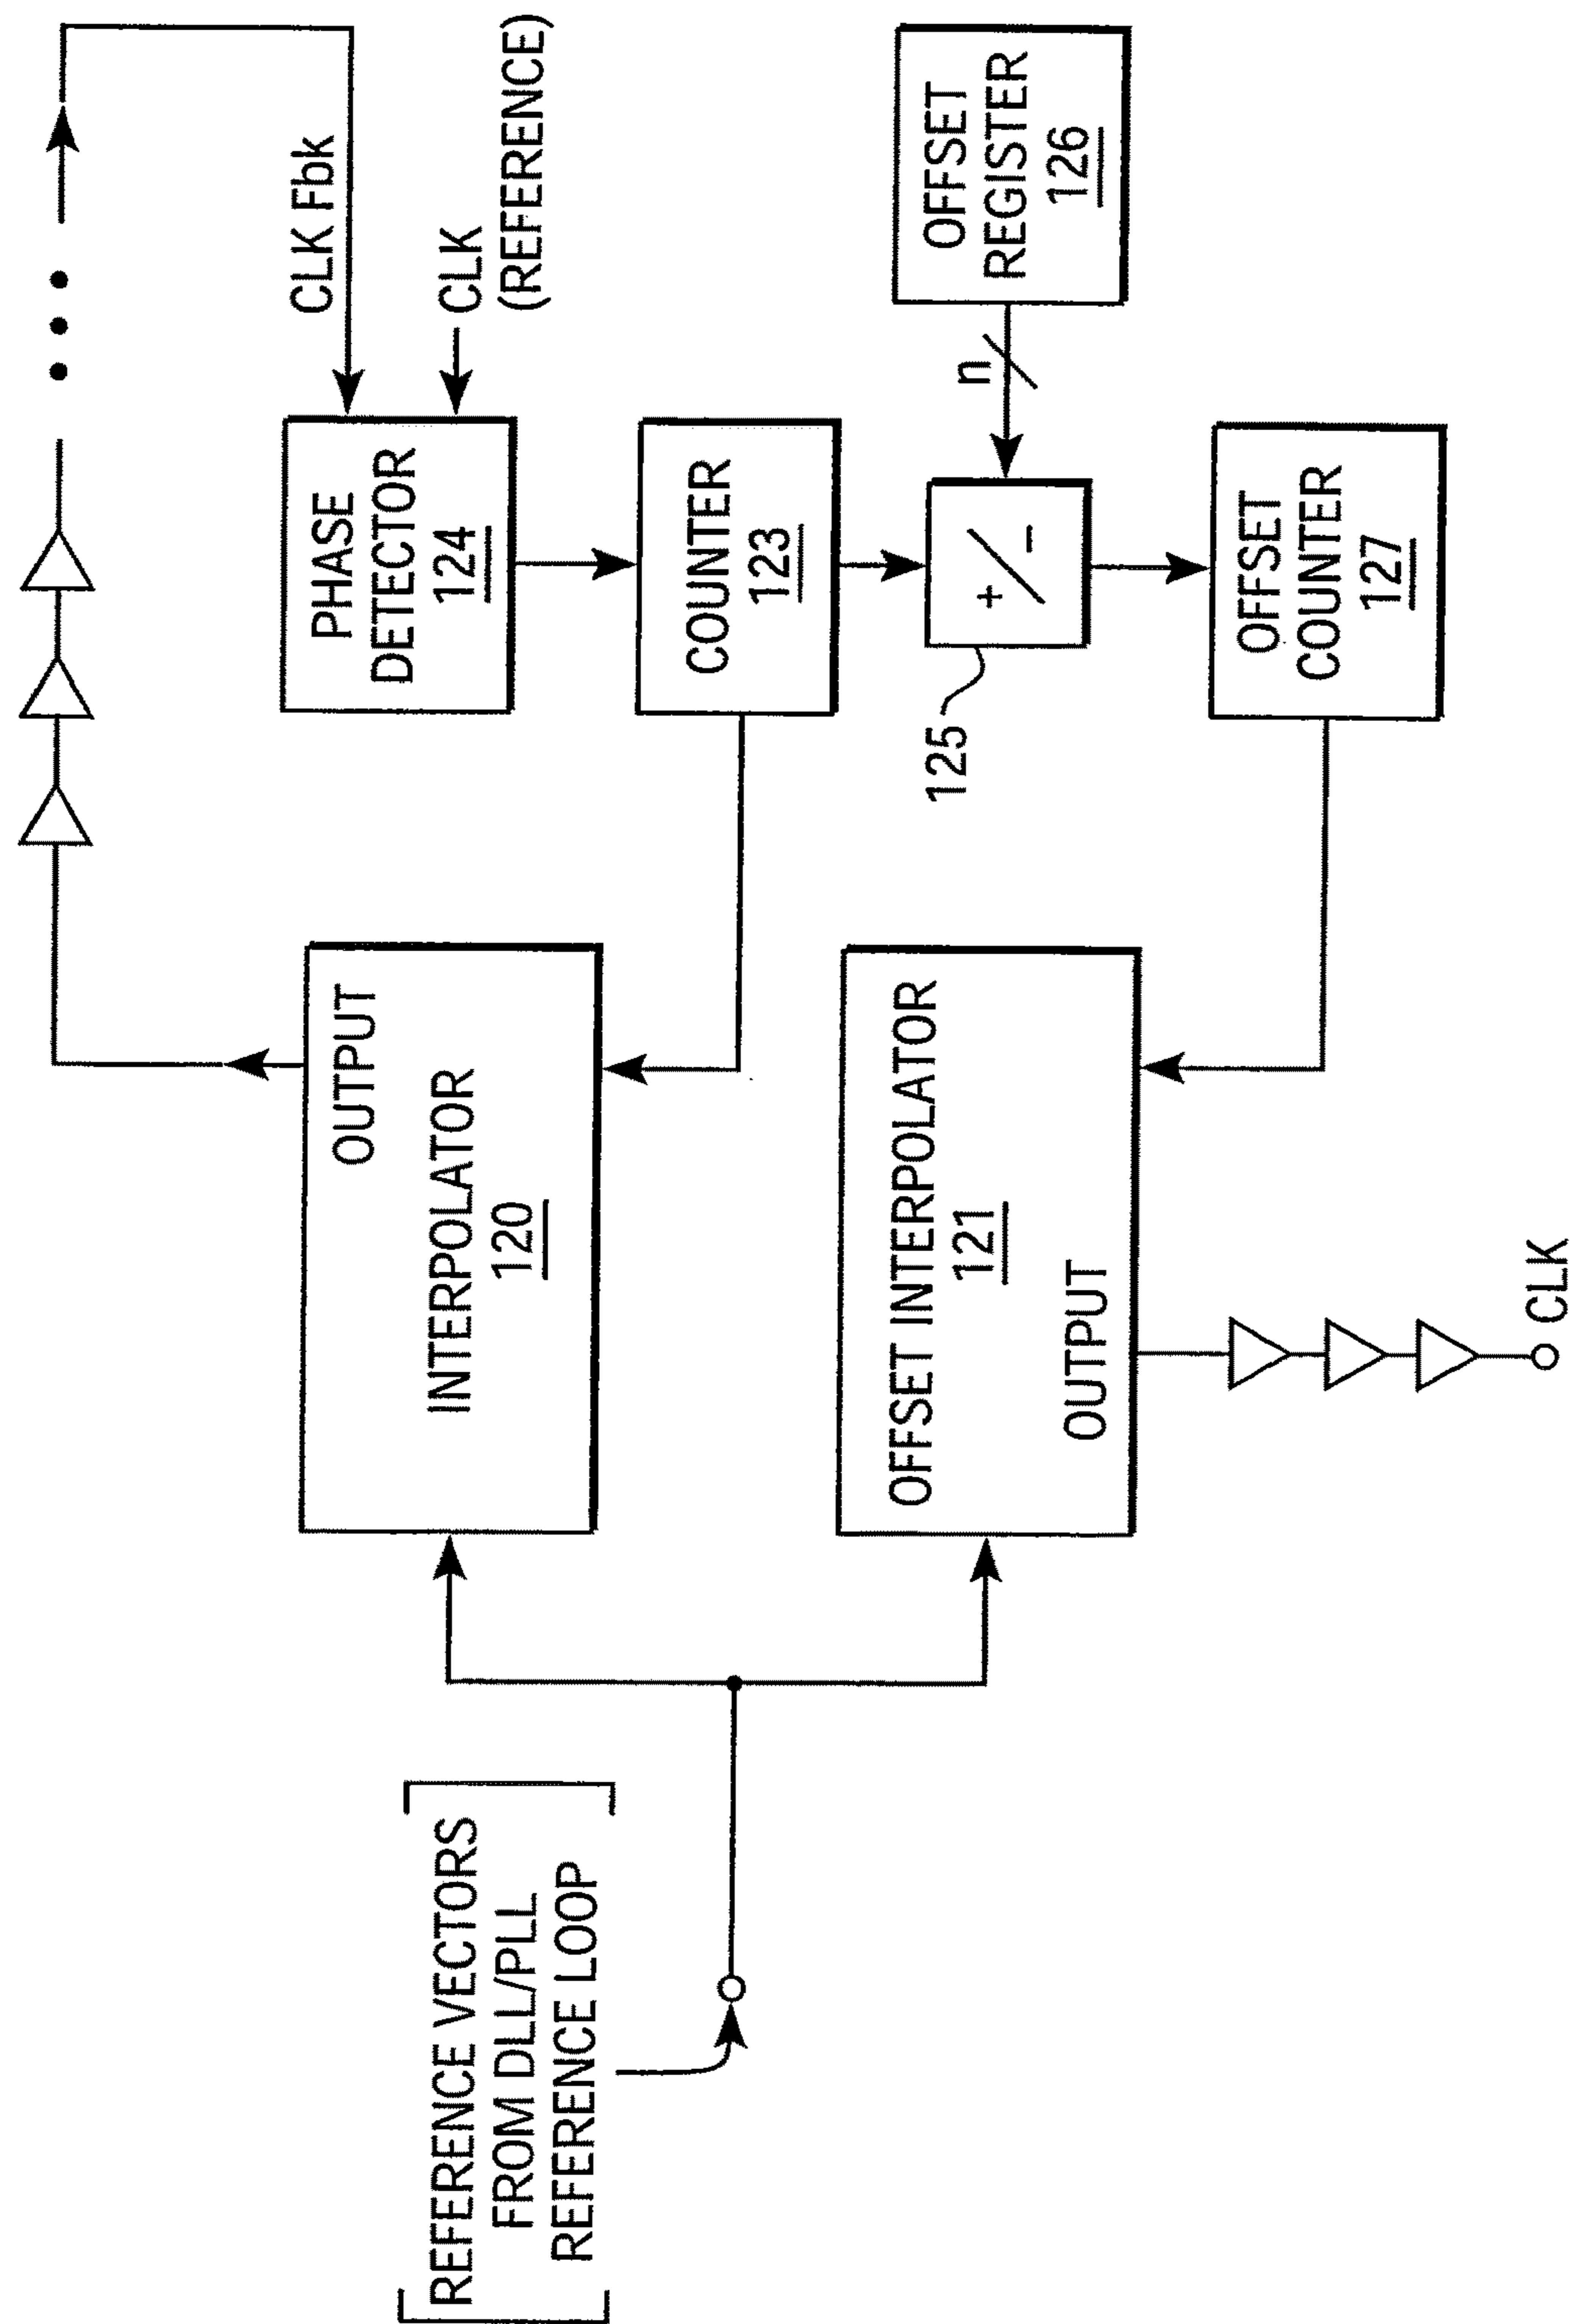 REFERENCE VECTORS
FROM DLL/PLL
REFERENCE LOOP
OUTPUT
INTERPOLATOR
120
OFFSET INTERPOLATOR
121
OUTPUT
CLK
CLK Fbk
CLK
(REFERENCE)
PHASE
DETECTOR
124
COUNTER
123
+/-
125
n
OFFSET
REGISTER
126
OFFSET
COUNTER
127